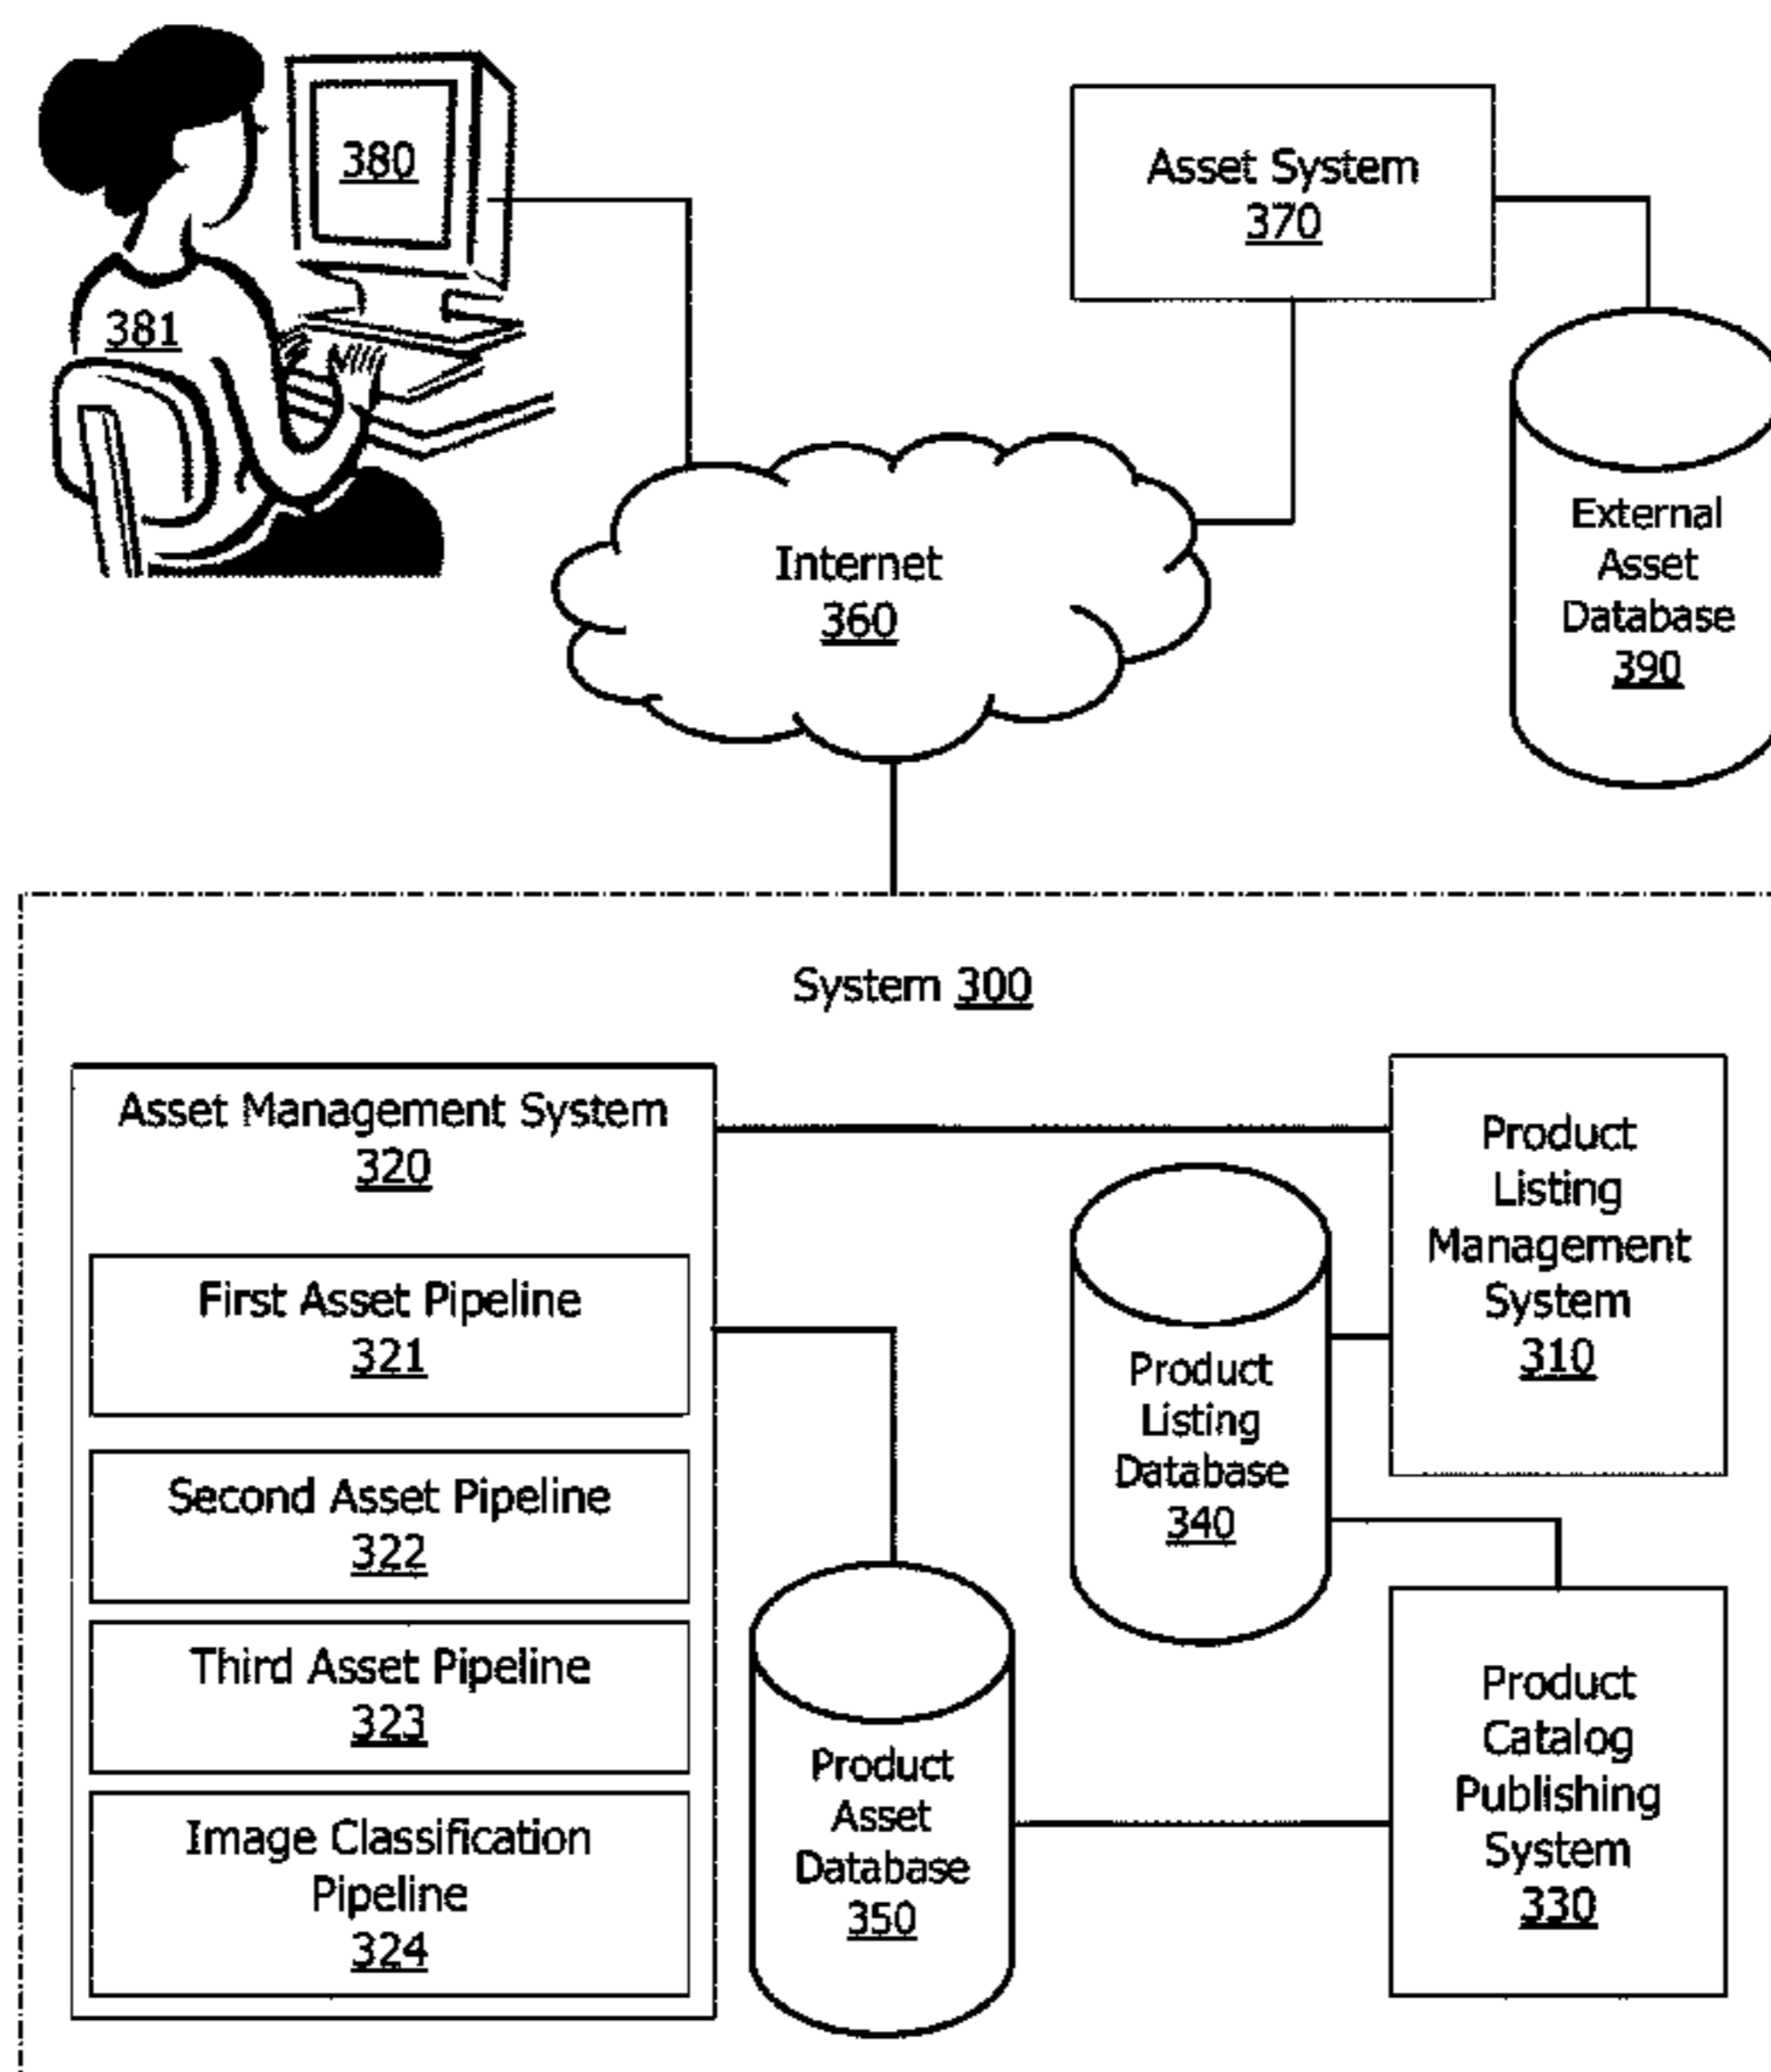 380
381
Asset System
370
External
Asset
Database
390
Internet
360
System 300
Asset Management System
320
First Asset Pipeline
321
Second Asset Pipeline
322
Third Asset Pipeline
323
Image Classification
Pipeline
324
Product
Asset
Database
350
Product
Listing
Database
340
Product
Listing
Management
System
310
Product
Catalog
Publishing
System
330